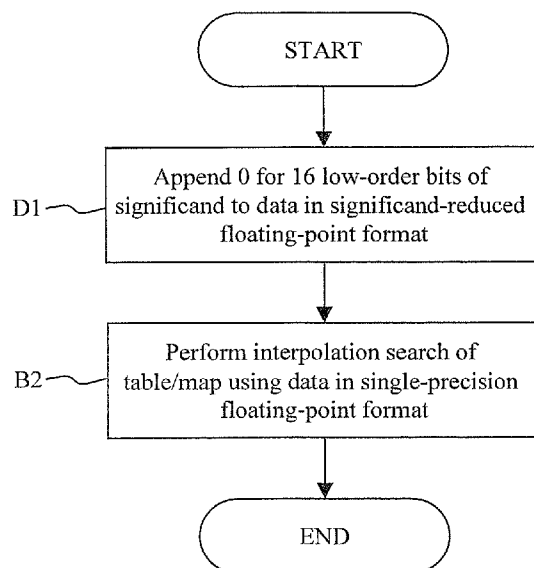 START
D1
Append 0 for 16 low-order bits of
significand to data in significand-reduced
floating-point format
B2
Perform interpolation search of
table/map using data in single-precision
floating-point format
END